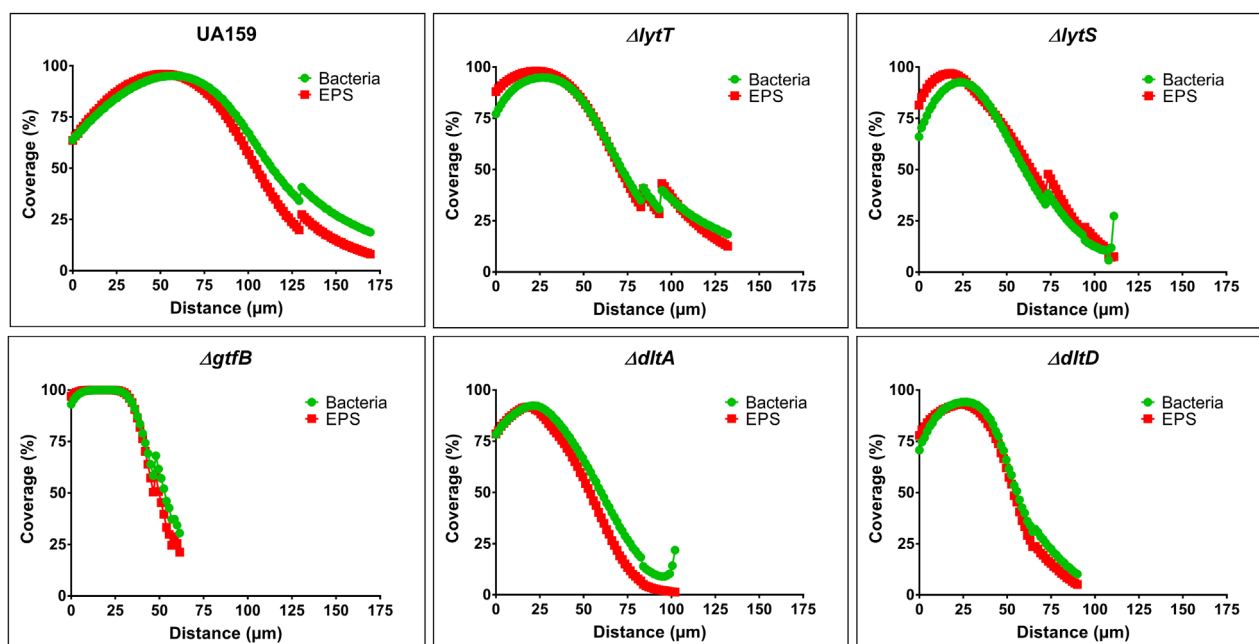 UA159
Bacteria
EPS
Coverage (%)
100
75
50
25
0
0 25 50 75 100 125 150 175
Distance (µm)
ΔlytT
Bacteria
EPS
Coverage (%)
100
75
50
25
0
0 25 50 75 100 125 150 175
Distance (µm)
ΔlytS
Bacteria
EPS
Coverage (%)
100
75
50
25
0
0 25 50 75 100 125 150 175
Distance (µm)
ΔgtfB
Bacteria
EPS
Coverage (%)
100
75
50
25
0
0 25 50 75 100 125 150 175
Distance (µm)
ΔdltA
Bacteria
EPS
Coverage (%)
100
75
50
25
0
0 25 50 75 100 125 150 175
Distance (µm)
ΔdltD
Bacteria
EPS
Coverage (%)
100
75
50
25
0
0 25 50 75 100 125 150 175
Distance (µm)